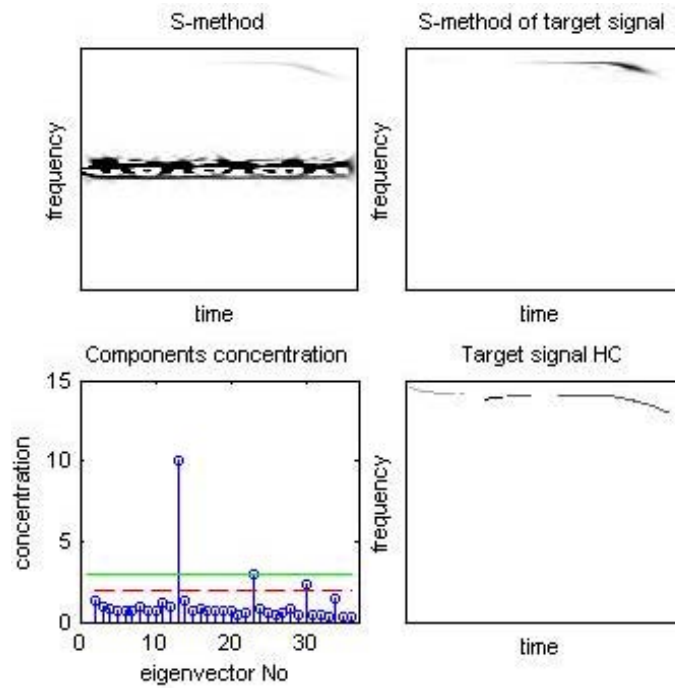 S-method
frequency
time
S-method of target signal
frequency
time
Components concentration
concentration
15
10
5
0
0
10
20
30
eigenvector No
Target signal HC
frequency
time